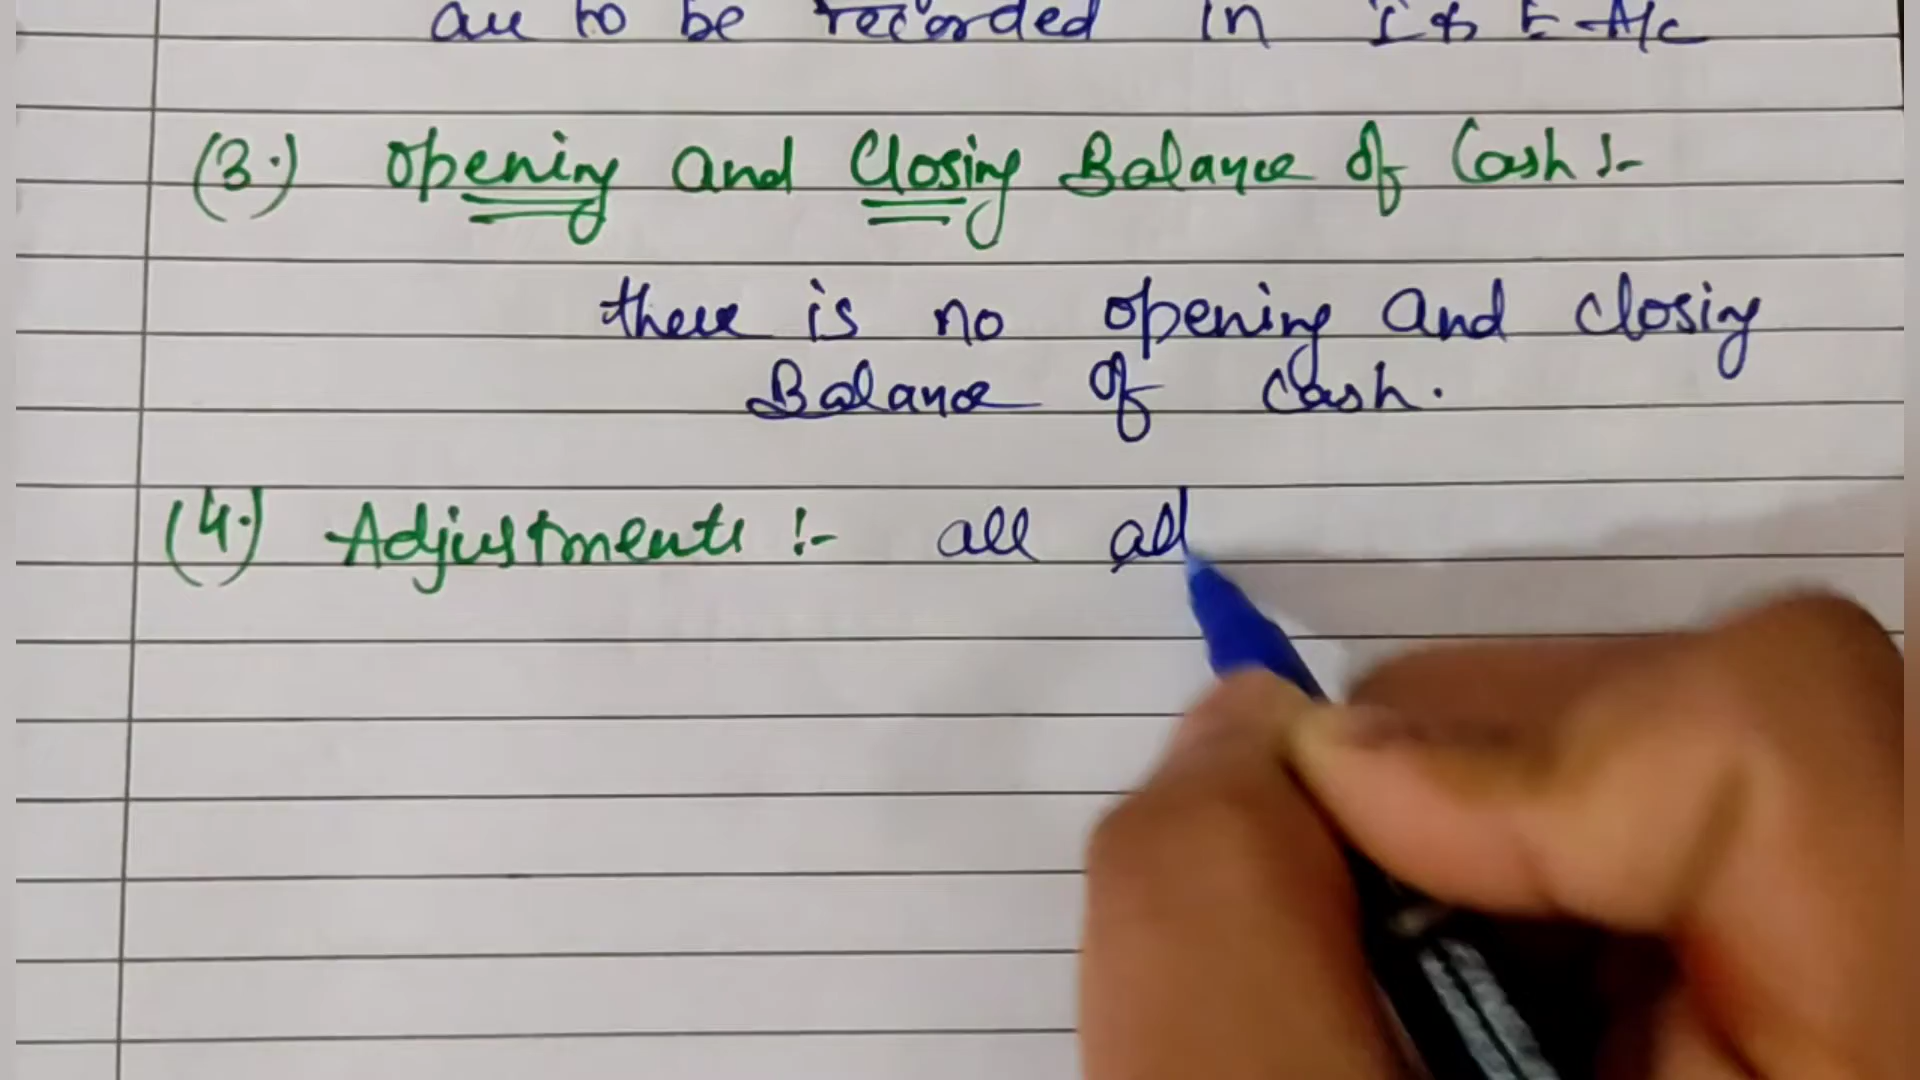 are to be recorded in I & E A/c
(3.) Opening and Closing Balance of Cash :-
there is no opening and closing
Balance of Cash.
(4.) Adjustments :- all ad